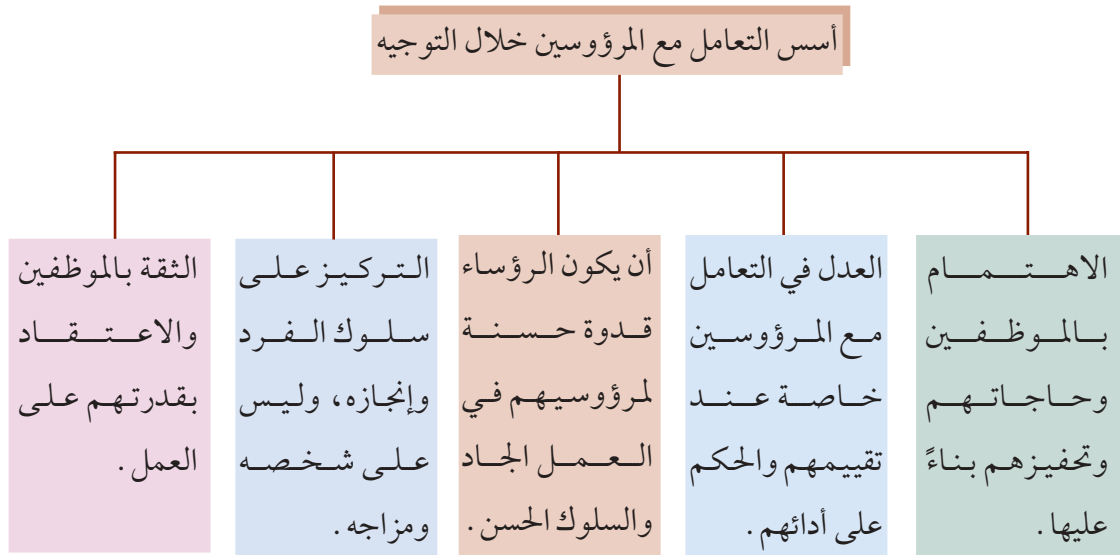 أسس التعامل مع المرؤوسين خلال التوجيه
الاهتمام
بالموظفين
وحاجاتهم
وتحفيزهم بناءً
عليها.
العدل في التعامل
مع المرؤوسين
خاصة عند
تقييمهم والحكم
على أدائهم.
أن يكون الرؤساء
قدوة حسنة
لمرؤوسيهم في
العمل الجاد
والسلوك الحسن.
التركيز على
سلوك الفرد
وإنجازه، وليس
على شخصه
ومزاجه.
الثقة بالموظفين
والاعتقاد
بقدرتهم على
العمل.